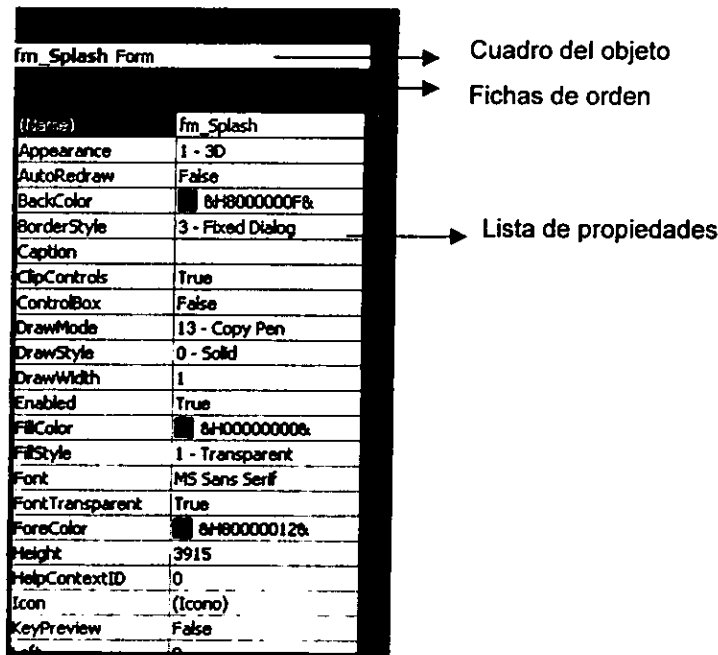 fm_Splash Form
Cuadro del objeto
Fichas de orden
(Name) fm_Splash
Appearance 1 - 3D
AutoRedraw False
BackColor &H8000000F&
BorderStyle 3 - Fixed Dialog
Lista de propiedades
Caption
ClipControls True
ControlBox False
DrawMode 13 - Copy Pen
DrawStyle 0 - Solid
DrawWidth 1
Enabled True
FillColor &H00000000&
FillStyle 1 - Transparent
Font MS Sans Serif
FontTransparent True
ForeColor &H80000012&
Height 3915
HelpContextID 0
Icon (Icono)
KeyPreview False
Left 0